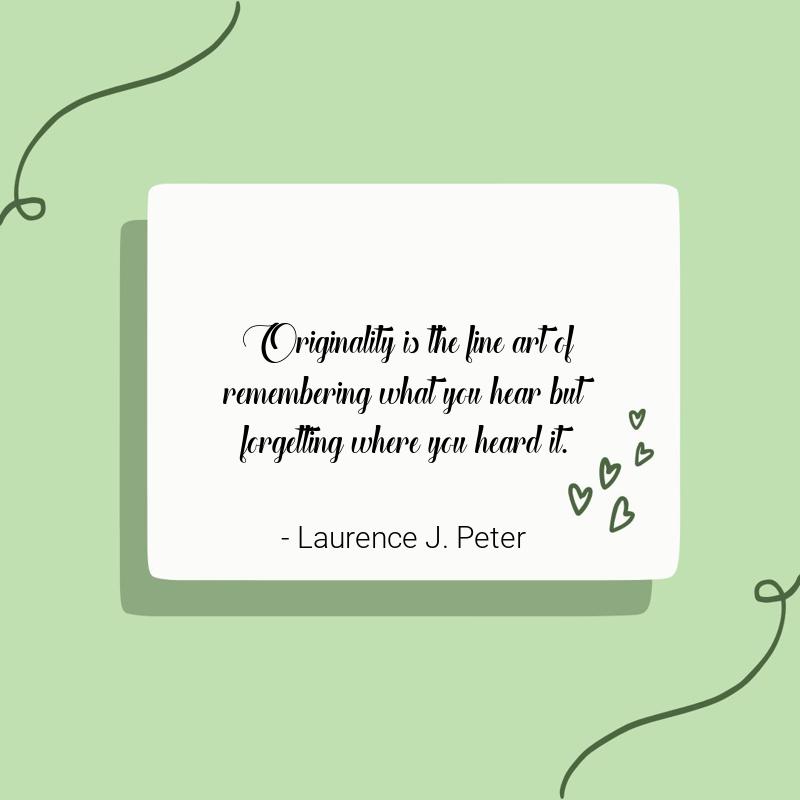 Originality is the fine art of
remembering what you hear but
forgetting where you heard it.
- Laurence J. Peter